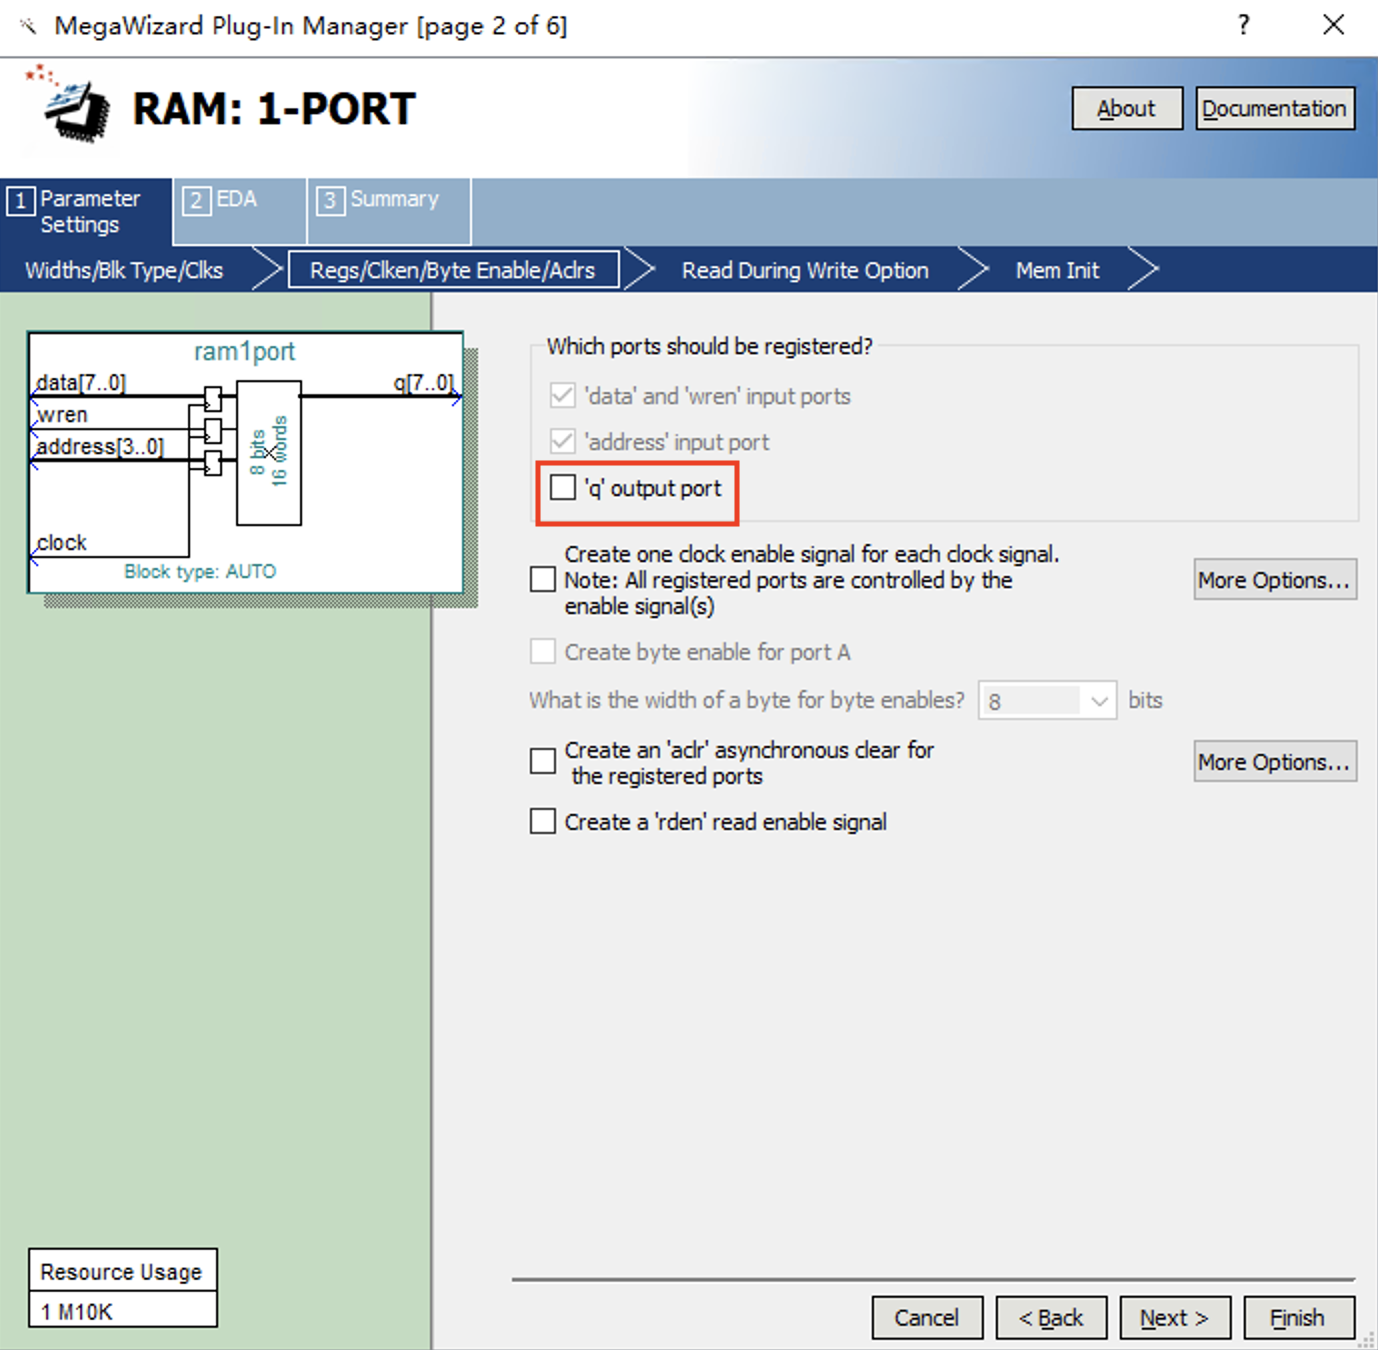 MegaWizard Plug-In Manager [page 2 of 6]
?
RAM: 1-PORT
About
Documentation
1 Parameter Settings
2 EDA
3 Summary
Widths/Blk Type/Clks
Regs/Clken/Byte Enable/Aclrs
Read During Write Option
Mem Init
ram1port
data[7..0]
q[7..0]
wren
address[3..0]
8 bits
16 words
clock
Block type: AUTO
Which ports should be registered?
'data' and 'wren' input ports
'address' input port
'q' output port
Create one clock enable signal for each clock signal.
Note: All registered ports are controlled by the
enable signal(s)
More Options...
Create byte enable for port A
What is the width of a byte for byte enables? 8 bits
Create an 'aclr' asynchronous clear for
the registered ports
More Options...
Create a 'rden' read enable signal
Resource Usage
1 M10K
Cancel
< Back
Next >
Finish